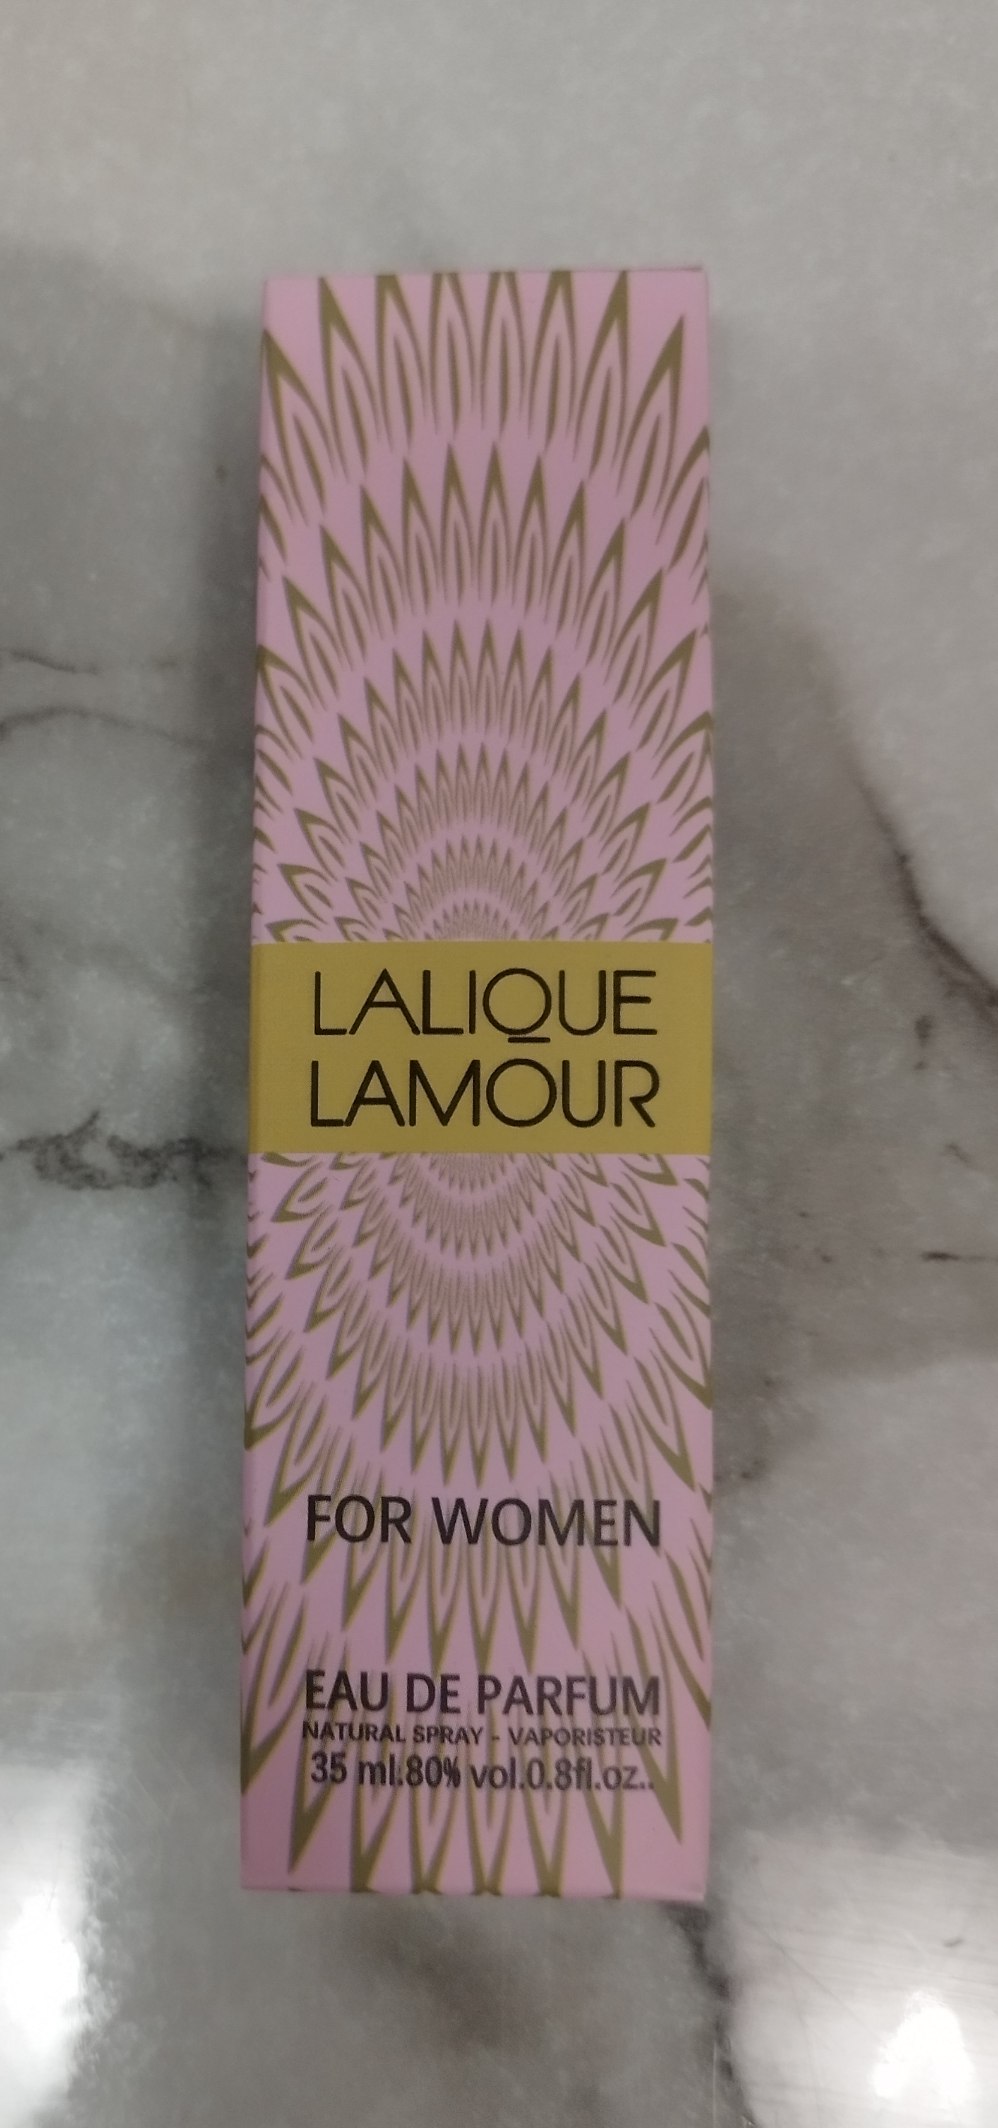 LALIQUE
LAMOUR
FOR WOMEN
EAU DE PARFUM
NATURAL SPRAY - VAPORISTEUR
35 ml.80% vol.0.8fl.oz..